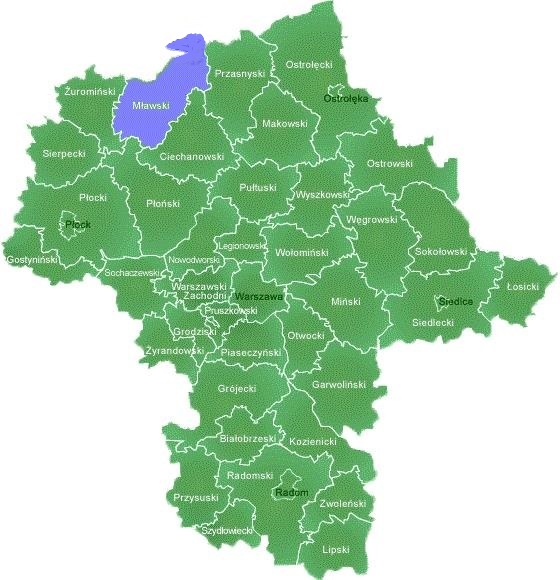 Ostrołęcki
Przasnyski
Żuromiński
Ostrołęka
Mławski
Makowski
Sierpecki
Ciechanowski
Ostrowski
Pułtuski
Wyszkowski
Płocki
Płoński
Węgrowski
Płock
Legionowski
Wołomiński
Sokołowski
Gostyniński
Nowodworski
Sochaczewski
Warszawski
Zachodni
Warszawa
Łosicki
Miński
Siedlce
Pruszkowski
Siedlecki
Grodziski
Otwocki
Żyrandowski
Piaseczyński
Garwoliński
Grójecki
Białobrzeski
Kozienicki
Radomski
Radom
Przysuski
Zwoleński
Szydłowiecki
Lipski